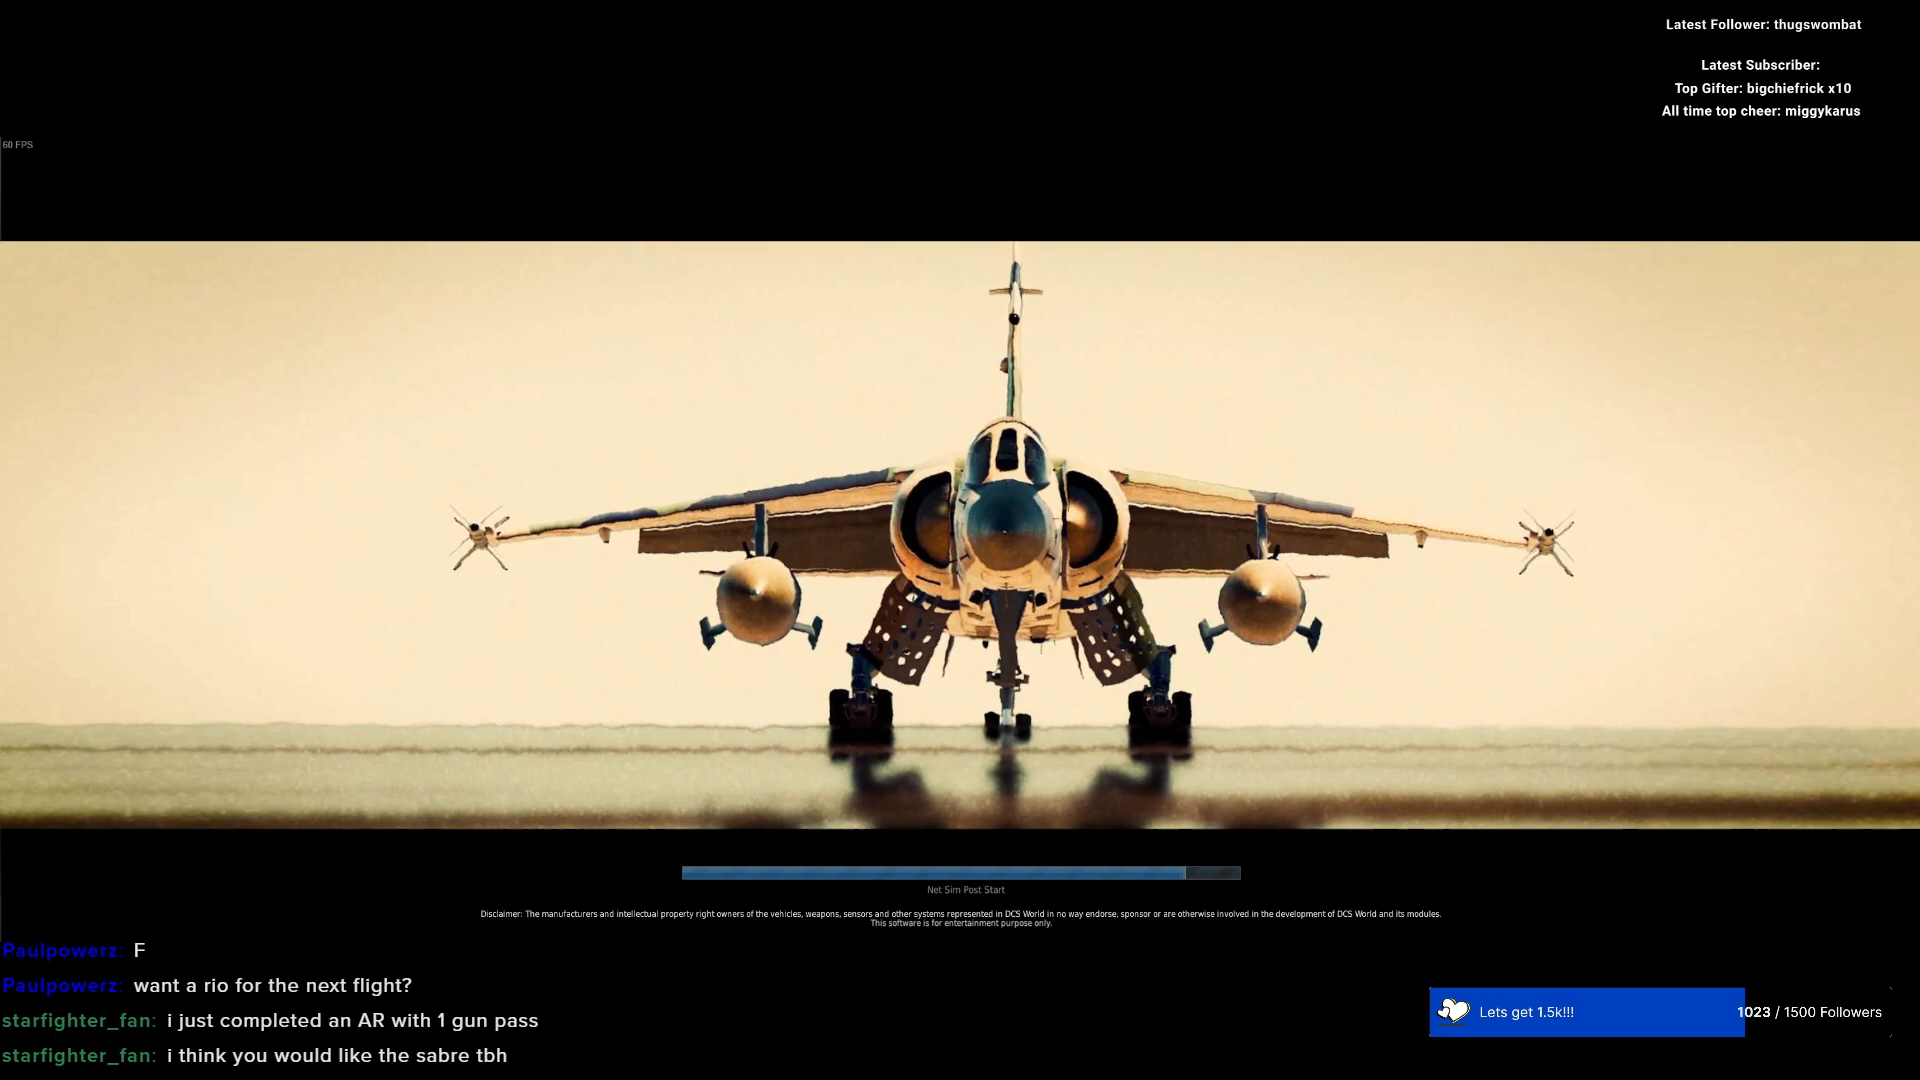 Latest Follower: thugswombat
Latest Subscriber:
Top Gifter: bigchiefrick x10
All time top cheer: miggykarus
60 FPS
Net Sim Post Start
Disclaimer: The manufacturers and intellectual property right owners of the vehicles, weapons, sensors and other systems represented in DCS World in no way endorse, sponsor or are otherwise involved in the development of DCS World and its modules.
This software is for entertainment purpose only.
Paulpowerz: F
Paulpowerz: want a rio for the next flight?
starfighter_fan: i just completed an AR with 1 gun pass
starfighter_fan: i think you would like the sabre tbh
Lets get 1.5k!!! 1023 / 1500 Followers